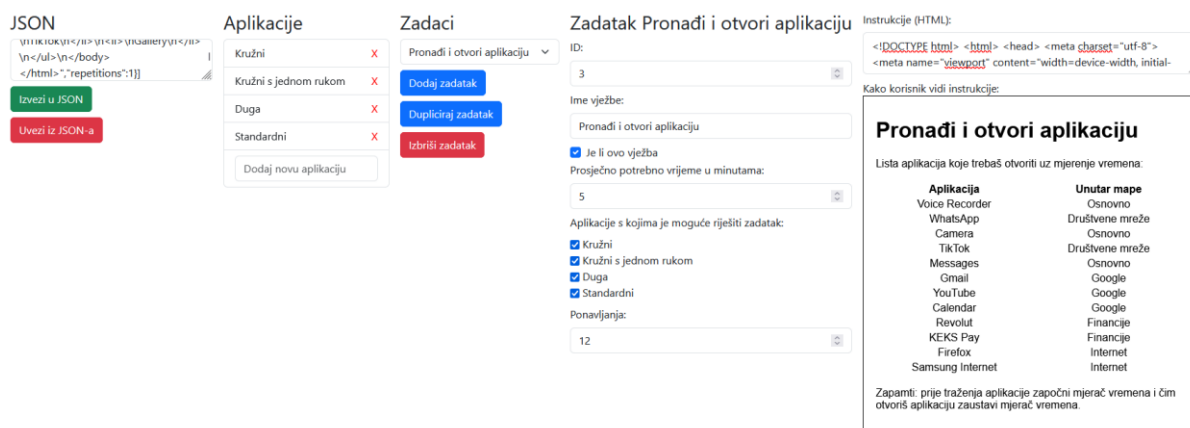 JSON
\nTikTok\n</li>\n<li>\nGallery\n</li>
\n</ul>\n</body>
</html>","repetitions":1}]
Izvezi u JSON
Uvezi iz JSON-a
Aplikacije
Kružni X
Kružni s jednom rukom X
Duga X
Standardni X
Dodaj novu aplikaciju
Zadaci
Pronađi i otvori aplikaciju
Dodaj zadatak
Dupliciraj zadatak
Izbriši zadatak
Zadatak Pronađi i otvori aplikaciju
ID:
3
Ime vježbe:
Pronađi i otvori aplikaciju
Je li ovo vježba
Prosječno potrebno vrijeme u minutama:
5
Aplikacije s kojima je moguće riješiti zadatak:
Kružni
Kružni s jednom rukom
Duga
Standardni
Ponavljanja:
12
Instrukcije (HTML):
<!DOCTYPE html> <html> <head> <meta charset="utf-8">
<meta name="viewport" content="width=device-width, initial-
Kako korisnik vidi instrukcije:
Pronađi i otvori aplikaciju
Lista aplikacija koje trebaš otvoriti uz mjerenje vremena:
Aplikacija Unutar mape
Voice Recorder Osnovno
WhatsApp Društvene mreže
Camera Osnovno
TikTok Društvene mreže
Messages Osnovno
Gmail Google
YouTube Google
Calendar Google
Revolut Financije
KEKS Pay Financije
Firefox Internet
Samsung Internet Internet
Zapamti: prije traženja aplikacije započni mjerač vremena i čim
otvoriš aplikaciju zaustavi mjerač vremena.